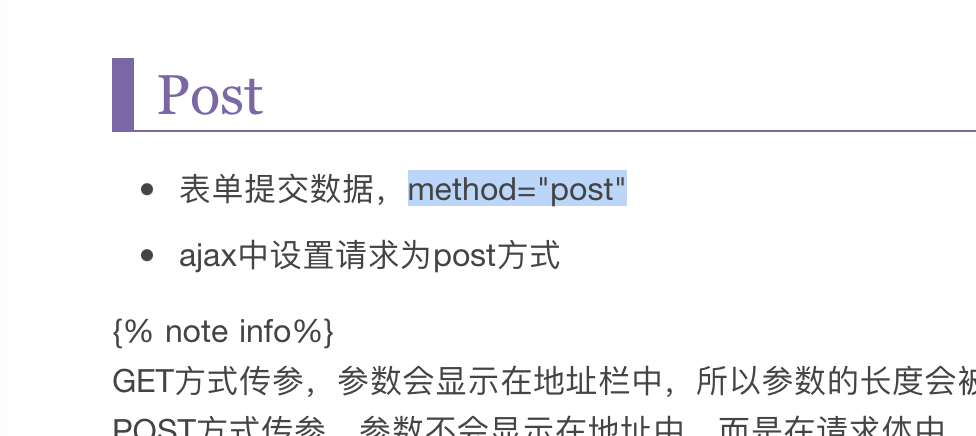 Post
表单提交数据，method="post"
ajax中设置请求为post方式
{% note info%}
GET方式传参，参数会显示在地址栏中，所以参数的长度会被
POST方式传参，参数不会显示在地址中，而是在请求体中，